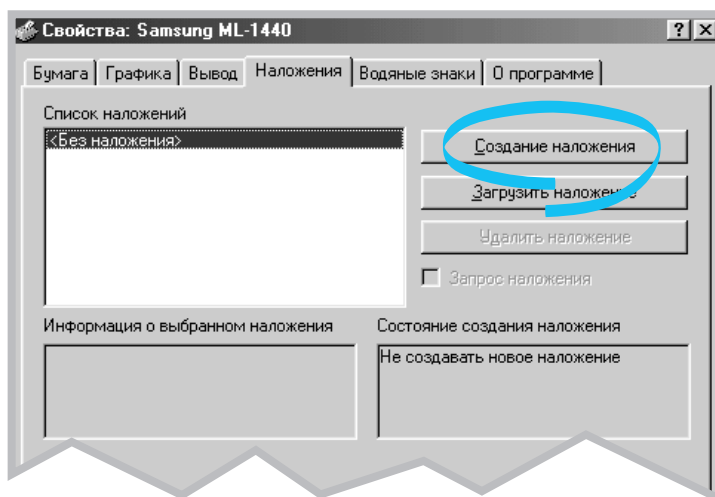 Свойства: Samsung ML-1440
? ×
Бумага Графика Вывод Наложения Водяные знаки О программе
Список наложений
<Без наложения>
Создание наложения
Загрузить наложение
Удалить наложение
Запрос наложения
Информация о выбранном наложения
Состояние создания наложения
Не создавать новое наложение